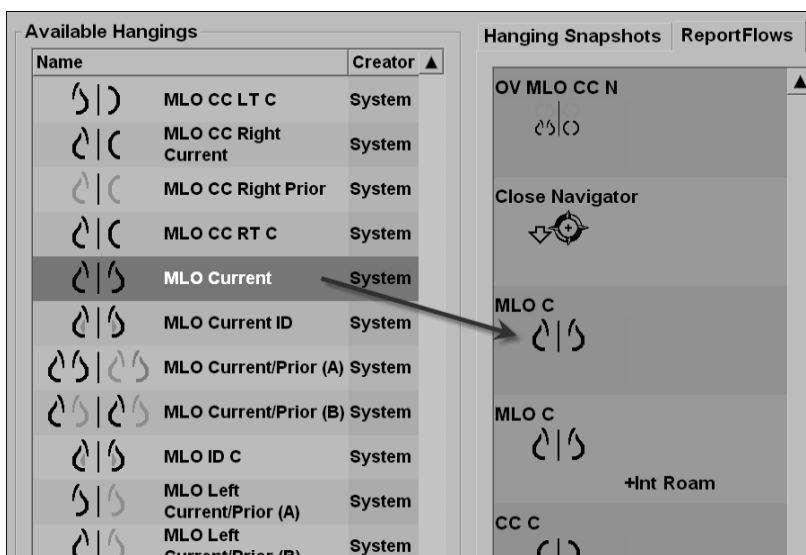 Available Hangings
Name Creator
MLO CC LT C System
MLO CC Right
Current System
MLO CC Right Prior System
MLO CC RT C System
MLO Current System
MLO Current ID System
MLO Current/Prior (A) System
MLO Current/Prior (B) System
MLO ID C System
MLO Left
Current/Prior (A) System
MLO Left
Current/Prior (B) System
Hanging Snapshots ReportFlows
OV MLO CC N
Close Navigator
MLO C
MLO C
+Int Roam
CC C